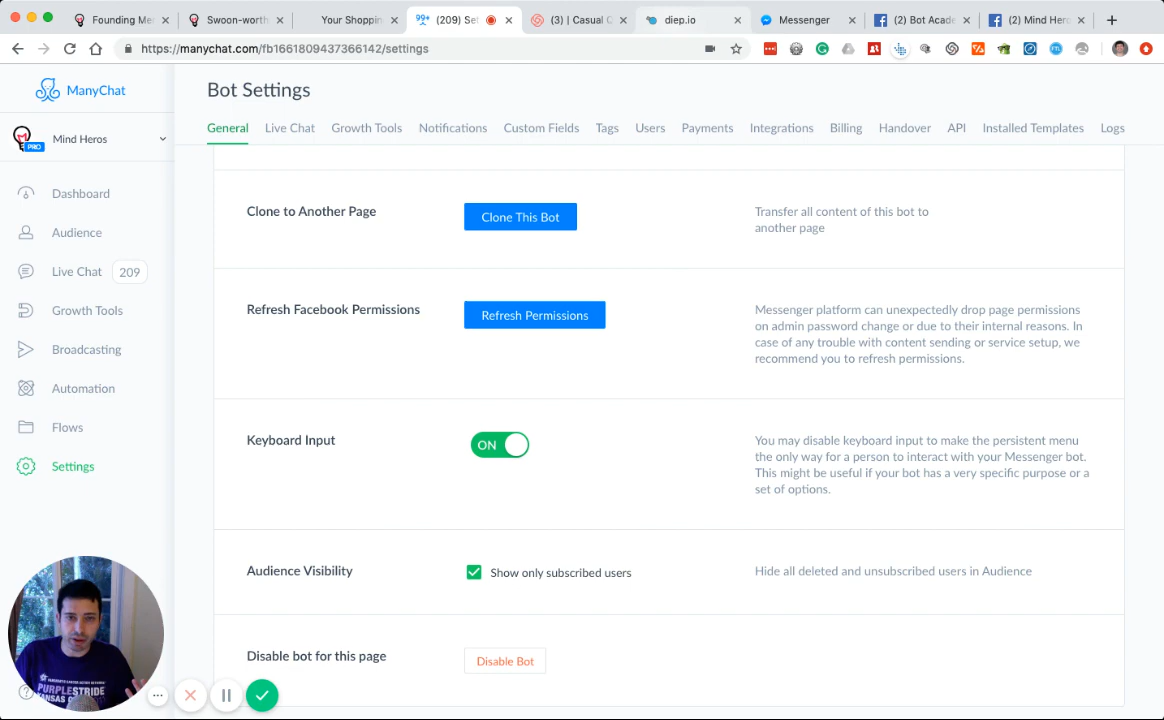 Founding Me
Swoon-worth
Your Shoppin
99+
(209) Set
(3) | Casual
diep.io
Messenger
(2) Bot Acade
(2) Mind Hero
https://manychat.com/fb1661809437366142/settings
ManyChat
Bot Settings
Mind Heros
PRO
General
Live Chat
Growth Tools
Notifications
Custom Fields
Tags
Users
Payments
Integrations
Billing
Handover
API
Installed Templates
Logs
Dashboard
Audience
Live Chat
209
Growth Tools
Broadcasting
Automation
Flows
Settings
Clone to Another Page
Clone This Bot
Transfer all content of this bot to
another page
Refresh Facebook Permissions
Refresh Permissions
Messenger platform can unexpectedly drop page permissions
on admin password change or due to their internal reasons. In
case of any trouble with content sending or service setup, we
recommend you to refresh permissions.
Keyboard Input
ON
You may disable keyboard input to make the persistent menu
the only way for a person to interact with your Messenger bot.
This might be useful if your bot has a very specific purpose or a
set of options.
Audience Visibility
Show only subscribed users
Hide all deleted and unsubscribed users in Audience
Disable bot for this page
Disable Bot
PURPLESTRIDE
KANSAS